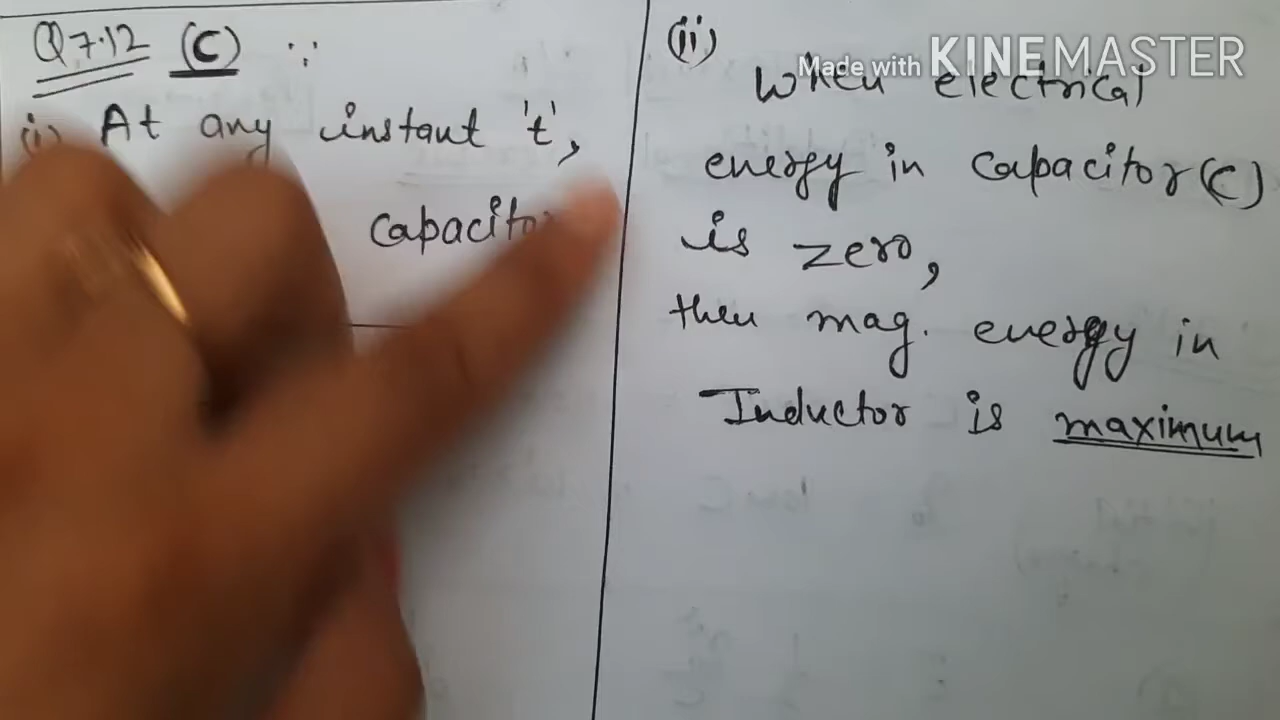 Q 7.12 (C) ∵
(i) At any instant 't',
capacitor
(ii)
Made with KINEMASTER
When electrical
energy in capacitor (C)
is zero,
then mag. energy in
Inductor is maximum